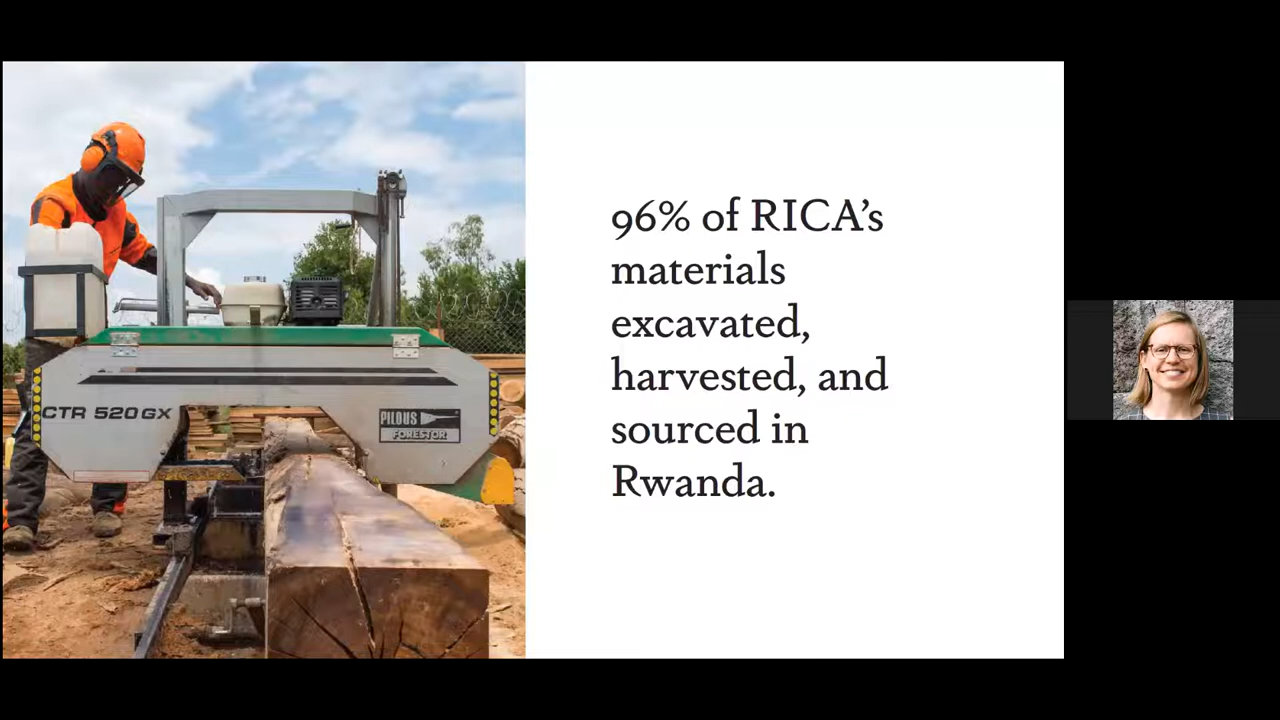 96% of RICA’s
materials
excavated,
harvested, and
sourced in
Rwanda.
CTR 520GX
PILOUS
FORESTOR